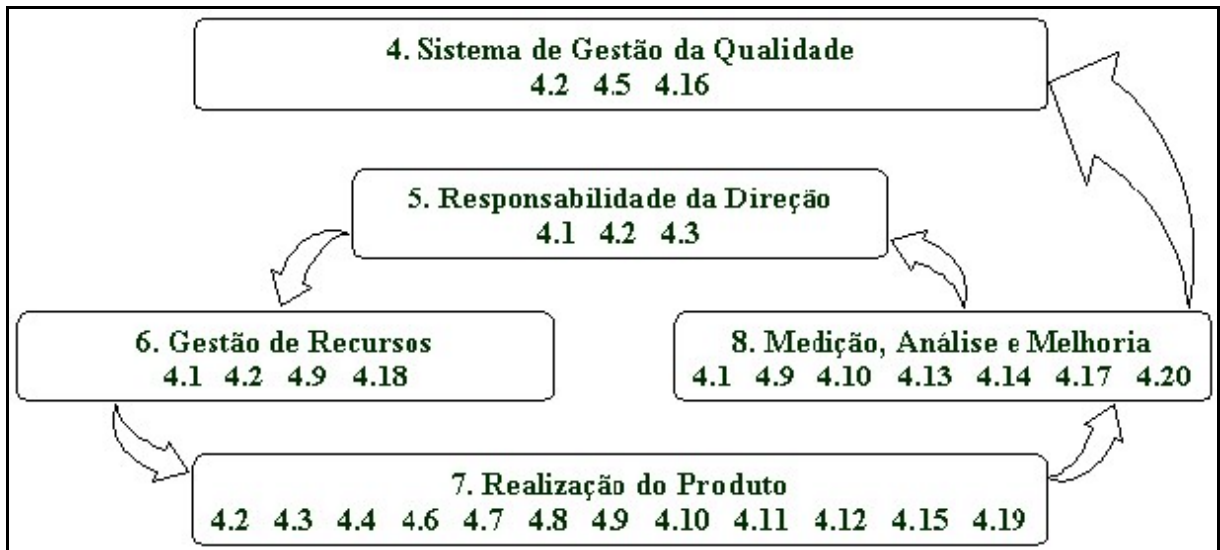 4. Sistema de Gestão da Qualidade
4.2 4.5 4.16
5. Responsabilidade da Direção
4.1 4.2 4.3
6. Gestão de Recursos
4.1 4.2 4.9 4.18
8. Medição, Análise e Melhoria
4.1 4.9 4.10 4.13 4.14 4.17 4.20
7. Realização do Produto
4.2 4.3 4.4 4.6 4.7 4.8 4.9 4.10 4.11 4.12 4.15 4.19